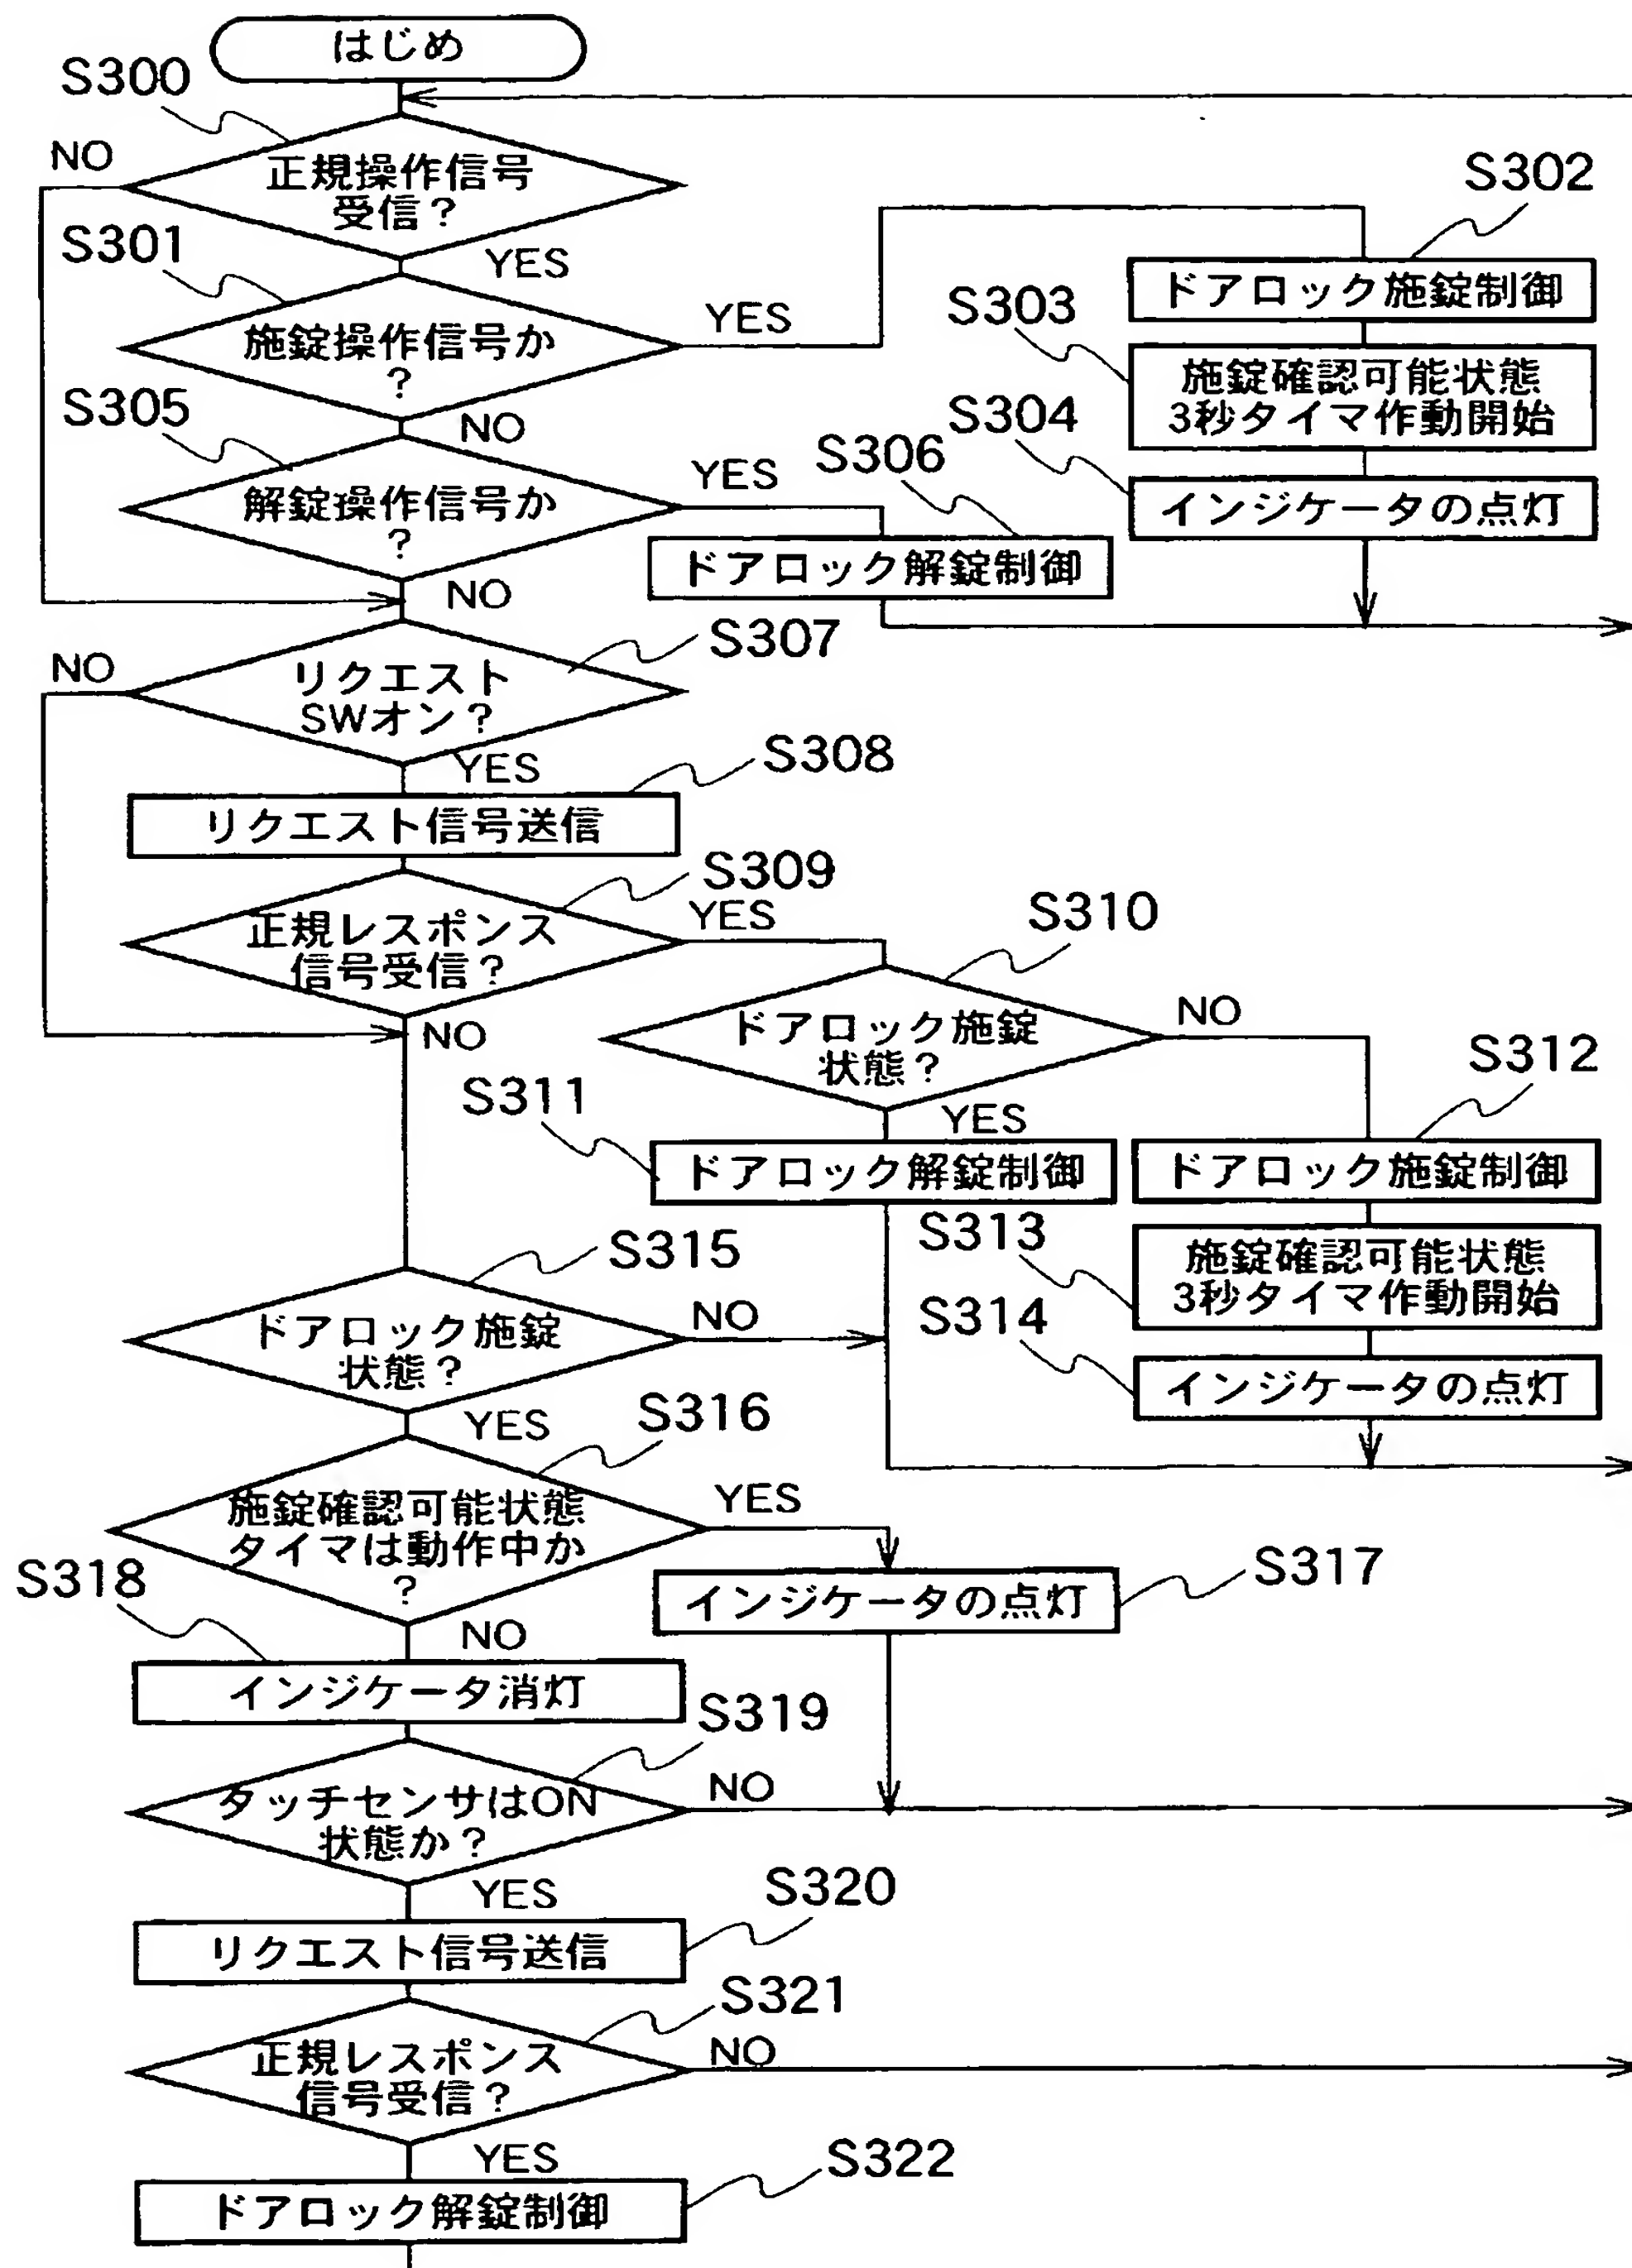 はじめ
S300
NO
正規操作信号
受信？
YES
S301
施錠操作信号か
？
YES
NO
S302
ドアロック施錠制御
S303
施錠確認可能状態
3秒タイマ作動開始
S304
インジケータの点灯
S305
解錠操作信号か
？
YES
NO
S306
ドアロック解錠制御
S307
NO
リクエスト
SWオン？
YES
S308
リクエスト信号送信
S309
正規レスポンス
信号受信？
YES
NO
S310
ドアロック施錠
状態？
NO
YES
S311
ドアロック解錠制御
S312
ドアロック施錠制御
S313
施錠確認可能状態
3秒タイマ作動開始
S314
インジケータの点灯
S315
ドアロック施錠
状態？
NO
YES
S316
施錠確認可能状態
タイマは動作中か
？
YES
NO
S317
インジケータの点灯
S318
インジケータ消灯
S319
タッチセンサはON
状態か？
NO
YES
S320
リクエスト信号送信
S321
正規レスポンス
信号受信？
NO
YES
S322
ドアロック解錠制御